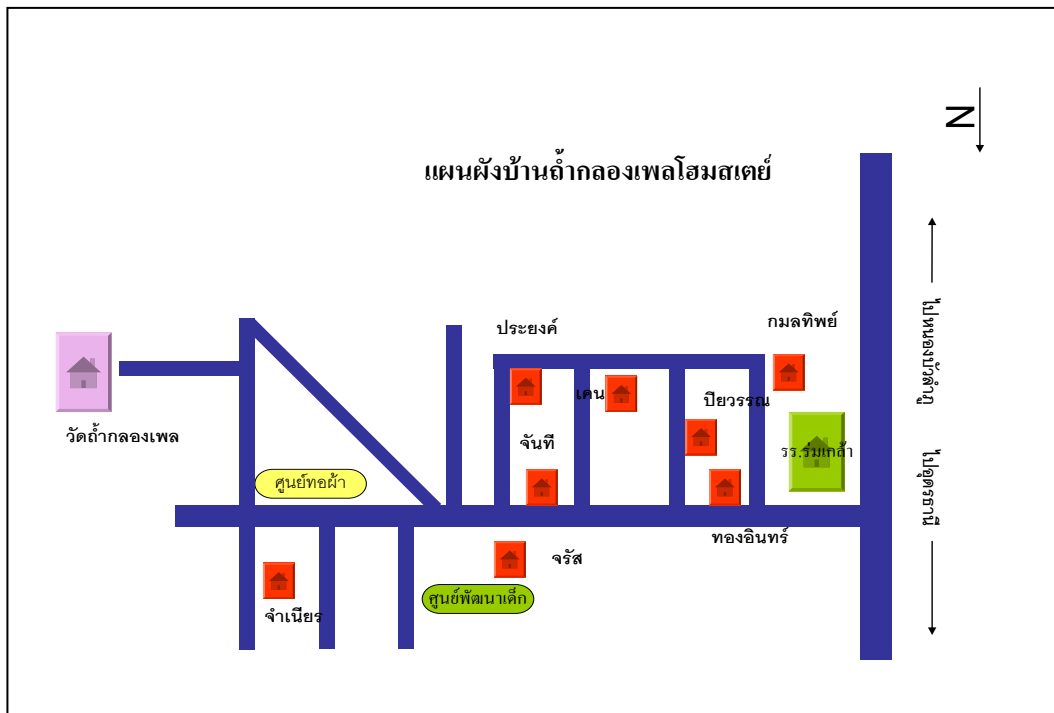 N
แผนผังบ้านถ้ำกลองเพลโฮมสเตย์
ไปหนองบัวลำภู
กมลทิพย์
ประยงค์
เคน
ปิยวรรณ
วัดถ้ำกลองเพล
จันที
รร.ร่มเกล้า
ศูนย์ทอผ้า
ไปอุดรธานี
ทองอินทร์
จรัส
ศูนย์พัฒนาเด็ก
จำเนียร